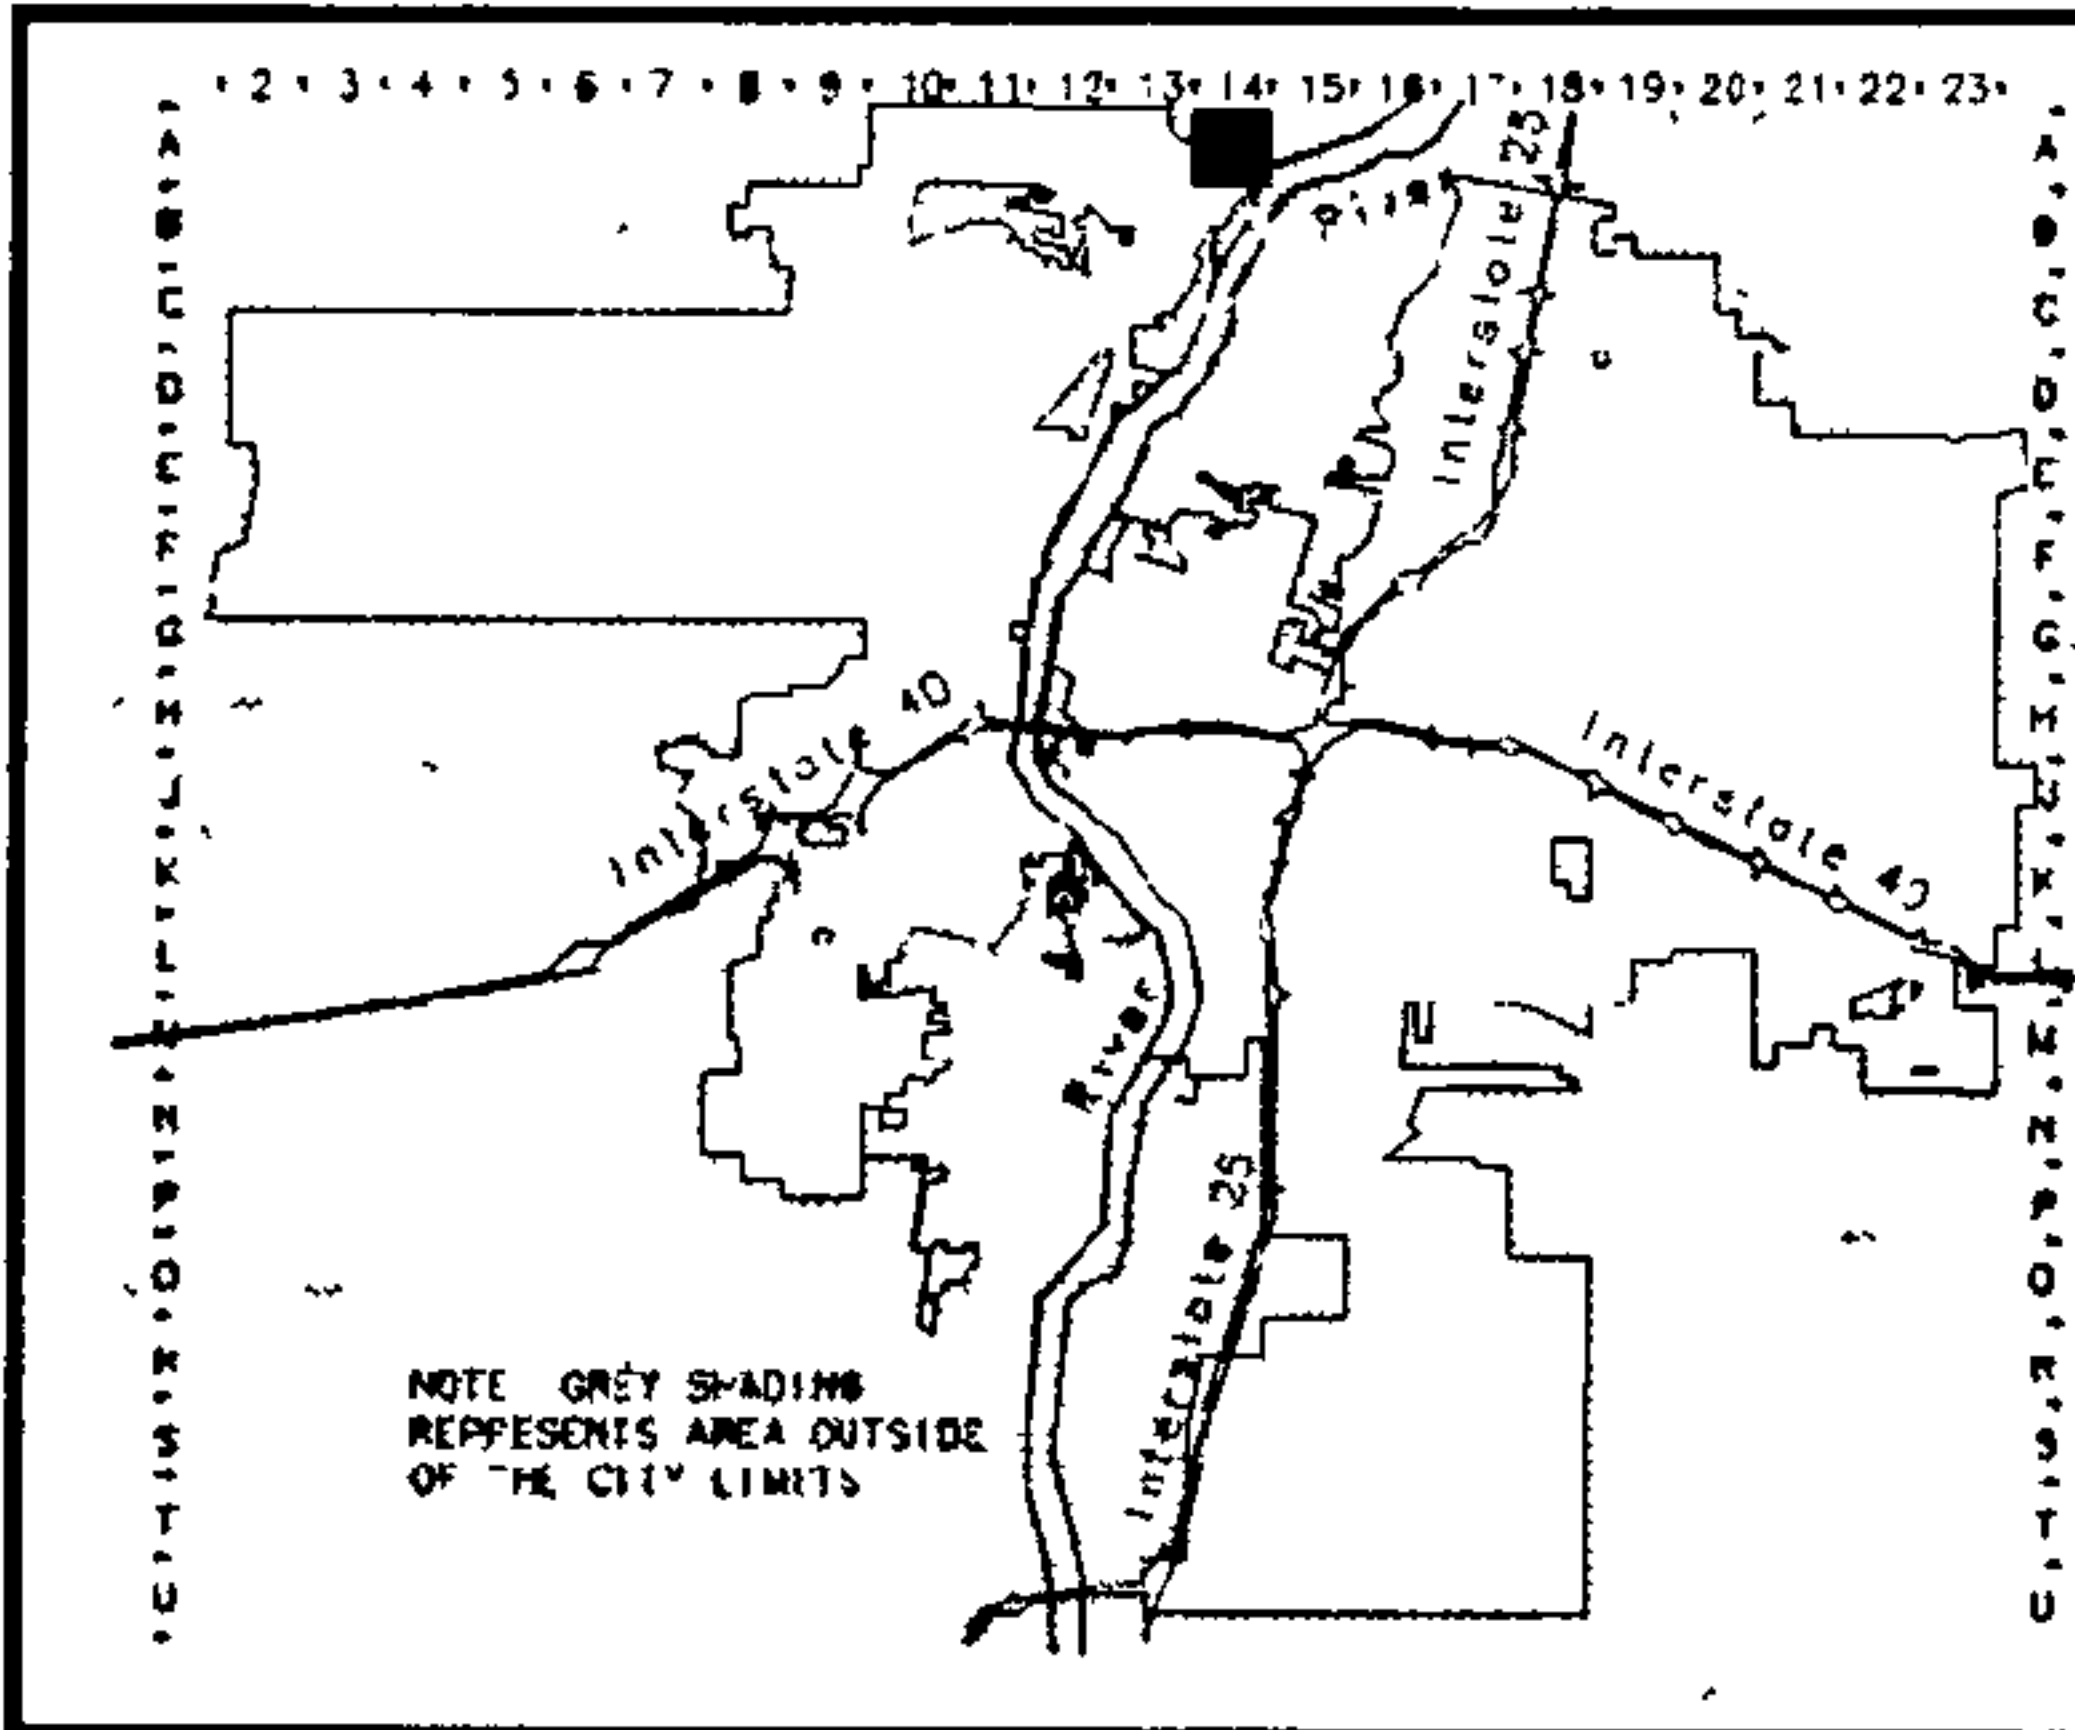 2 3 4 5 6 7 8 9 10 11 12 13 14 15 16 17 18 19 20 21 22 23
A
B
C
D
E
F
G
H
J
K
L
M
N
P
Q
R
S
T
U
A
B
C
D
E
F
G
H
J
K
L
M
N
P
Q
R
S
T
U
River
Interstate 25
Interstate 40
Interstate 40
River
Interstate 25
NOTE GREY SHADING
REPRESENTS AREA OUTSIDE
OF THE CITY LIMITS